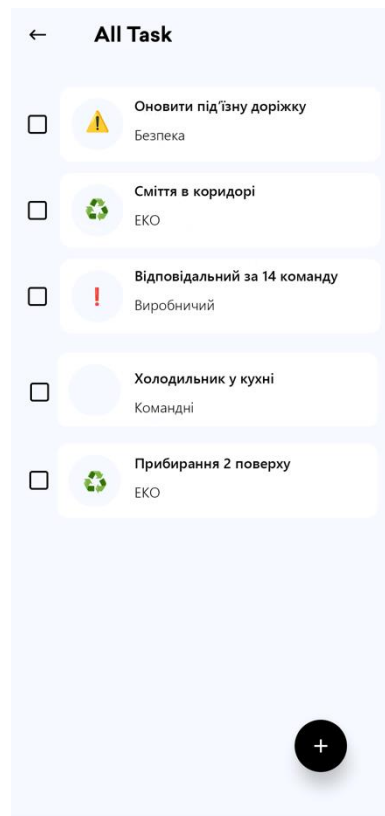 All Task
Оновити під'їзну доріжку
Безпека
Сміття в коридорі
ЕКО
Відповідальний за 14 команду
Виробничий
Холодильник у кухні
Командні
Прибирання 2 поверху
ЕКО